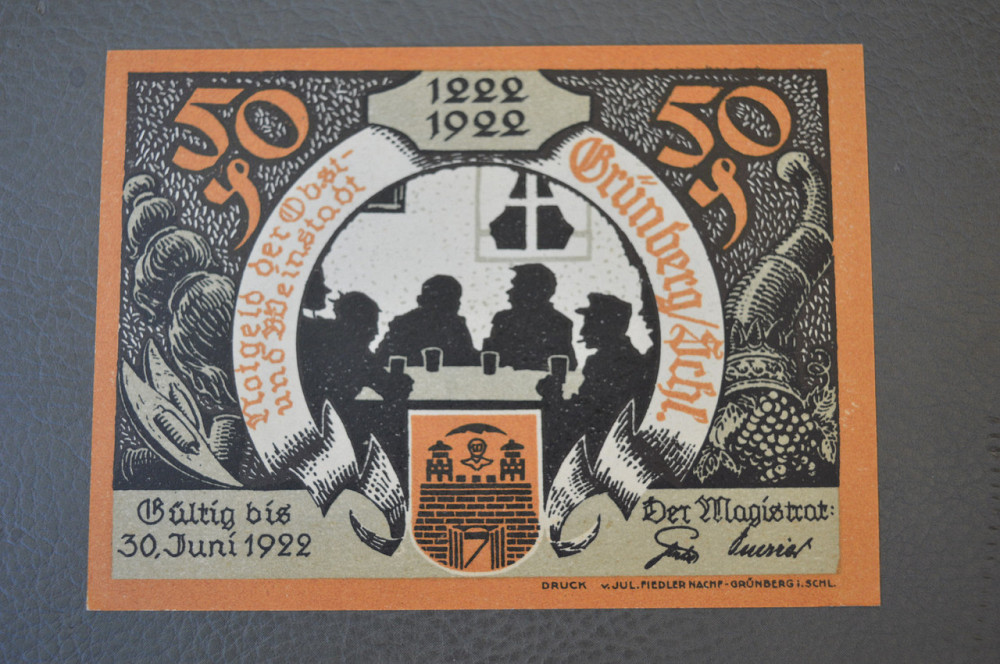 1222
1922
50
50
₰
₰
Notgeld der Obst-
und Weinstadt
Grünberg/Schl.
Gültig bis
30. Juni 1922
Der Magistrat:
DRUCK v. JUL. FIEDLER NACHF - GRÜNBERG i. SCHL.